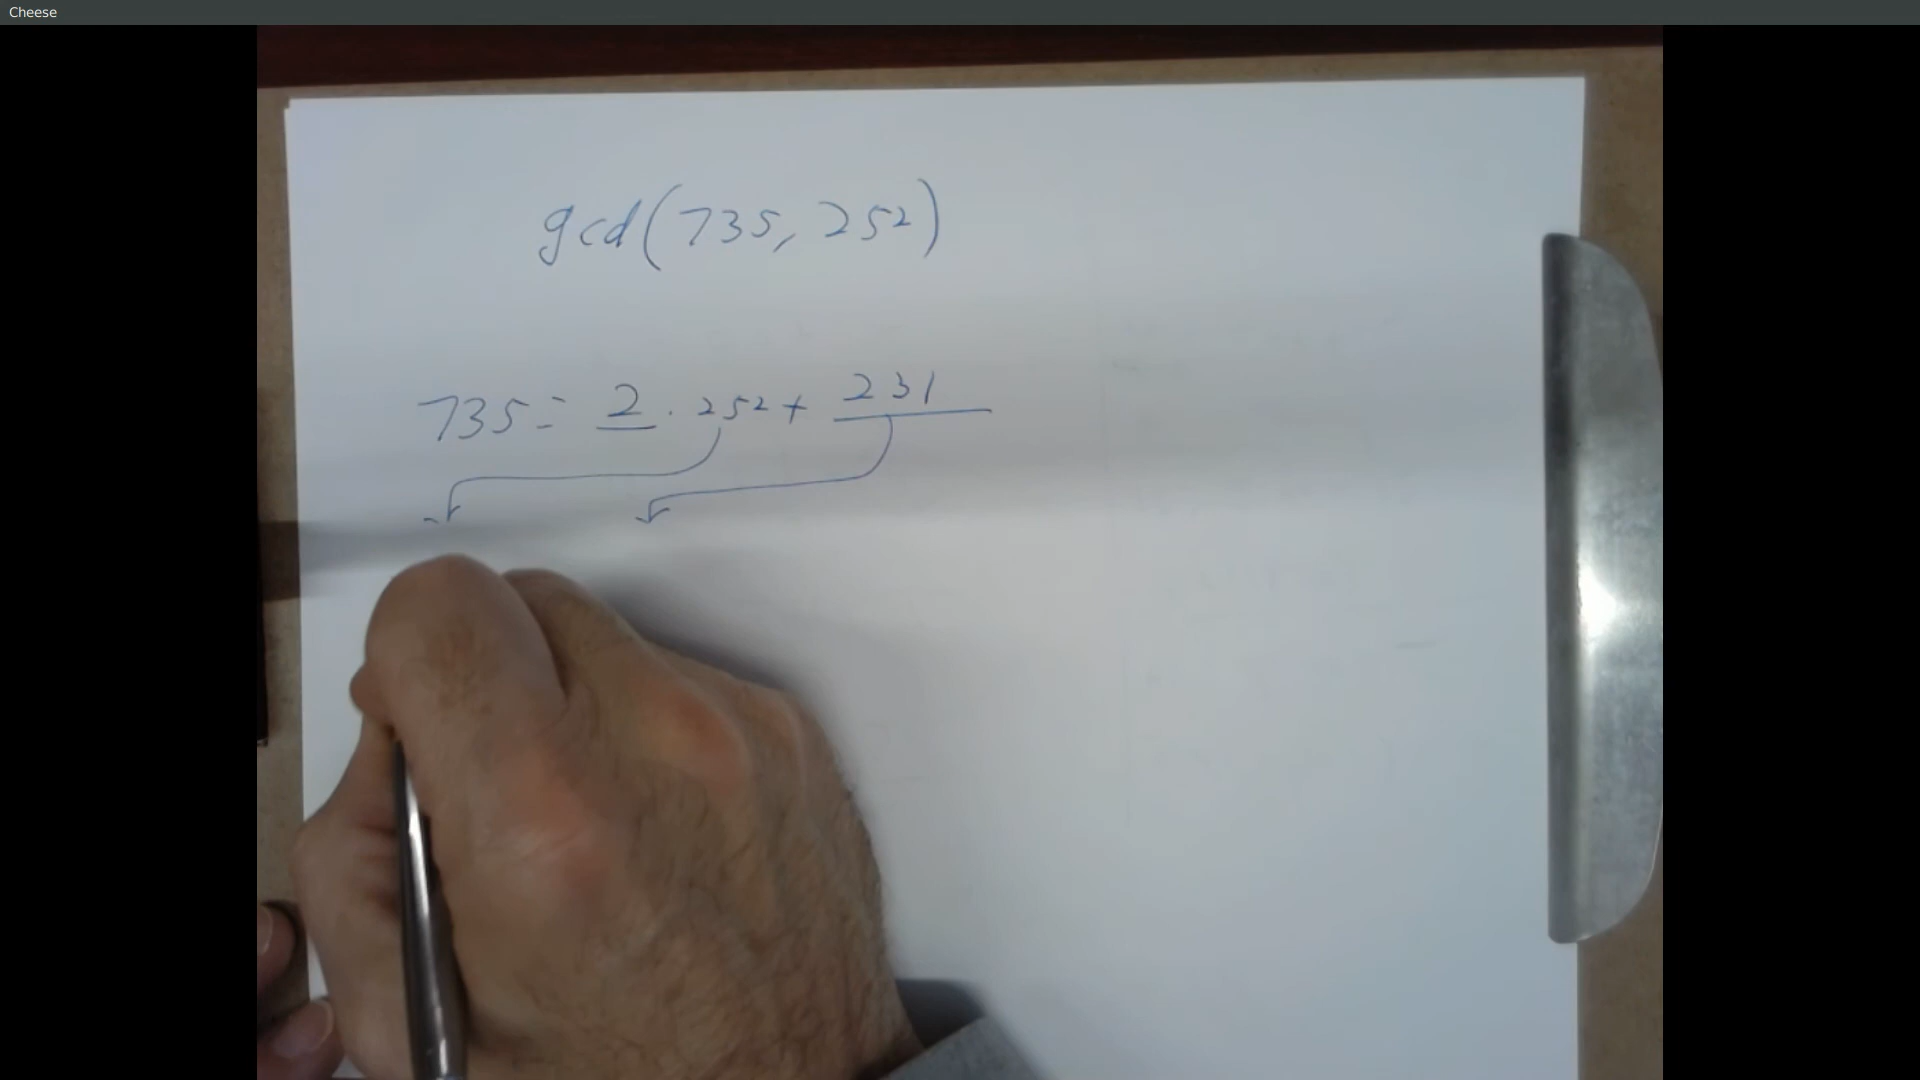 Cheese
gcd(735, 252)
735 = 2 · 252 + 231